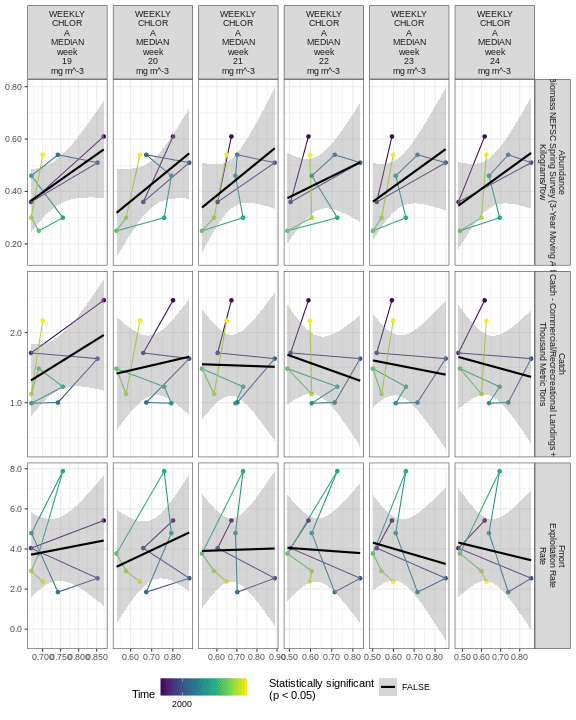 WEEKLY WEEKLY WEEKLY WEEKLY WEEKLY WEEKLY
CHLOR CHLOR CHLOR CHLOR CHLOR CHLOR
A A A A A A
MEDIAN MEDIAN MEDIAN MEDIAN MEDIAN MEDIAN
week week week week week week
19 20 21 22 23 24
mg m^-3 mg m^-3 mg m^-3 mg m^-3 mg m^-3 mg m^-3
0.80
0.60
0.40
0.20
Abundance
Biomass NEFSC Spring Survey (3-Year Moving
Kilograms/Tow
2.0
1.0
Catch
Catch - Commercial/Recreational Landings +
Thousand Metric Tons
8.0
6.0
4.0
2.0
0.0
Fmort
Exploitation Rate
Rate
0.700 0.750 0.800 0.850 0.60 0.70 0.80 0.60 0.70 0.80 0.90 0.50 0.60 0.70 0.80 0.50 0.60 0.70 0.80 0.50 0.60 0.70 0.80
Time
2000
Statistically significant
(p < 0.05)
FALSE